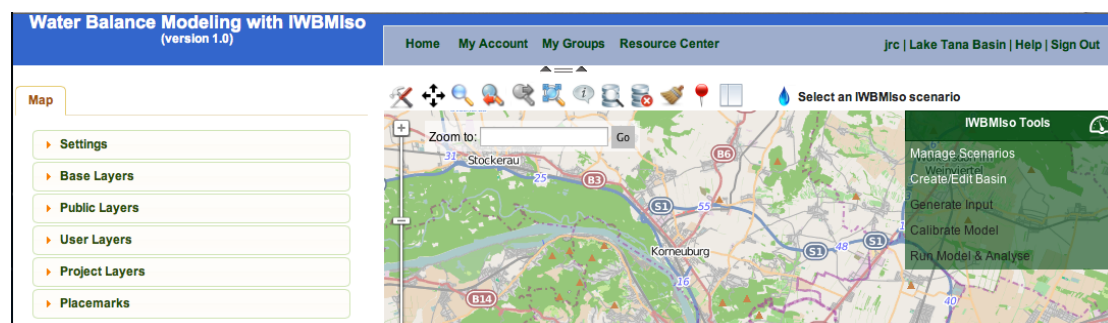 Water Balance Modeling with IWBMIso
(version 1.0)
Home My Account My Groups Resource Center
jrc | Lake Tana Basin | Help | Sign Out
Map
Select an IWBMIso scenario
Settings
Base Layers
Public Layers
User Layers
Project Layers
Placemarks
Zoom to: Go
IWBMIso Tools
Manage Scenarios
Create/Edit Basin
Generate Input
Calibrate Model
Run Model & Analyse
31
Stockerau
25
B3
B6
S1
55
S1
48
S1
Korneuburg
16
B14
40
Weinviertel